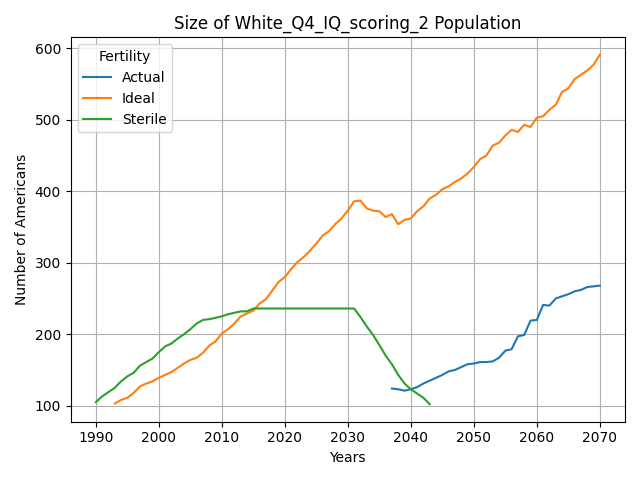 Size of White_Q4_IQ_scoring_2 Population
Fertility
Actual
Ideal
Sterile
Number of Americans
600
500
400
300
200
100
1990
2000
2010
2020
2030
2040
2050
2060
2070
Years